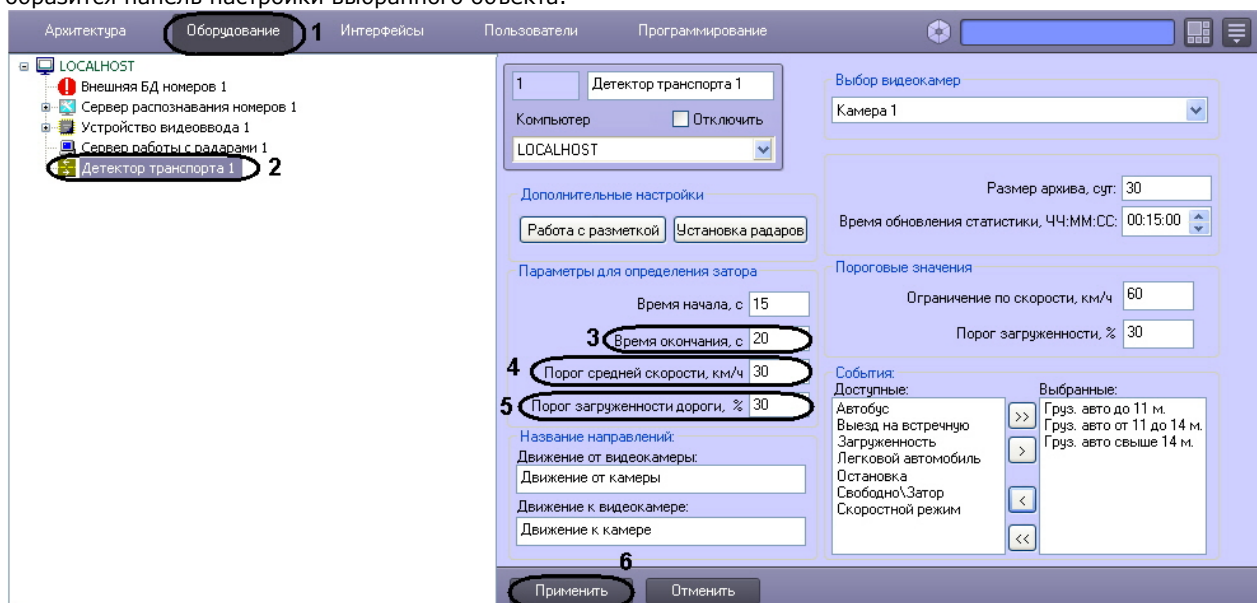 образится панель настройки выбранного объекта.
Архитектура Оборудование 1 Интерфейсы Пользователи Программирование
LOCALHOST
Внешняя БД номеров 1
Сервер распознавания номеров 1
Устройство видеоввода 1
Сервер работы с радарами 1
Детектор транспорта 1 2
1 Детектор транспорта 1
Компьютер Отключить
LOCALHOST
Дополнительные настройки
Работа с разметкой Установка радаров
Параметры для определения затора
Время начала, с 15
3 Время окончания, с 20
4 Порог средней скорости, км/ч 30
5 Порог загруженности дороги, % 30
Название направлений:
Движение от видеокамеры:
Движение от камеры
Движение к видеокамере:
Движение к камере
Выбор видеокамер
Камера 1
Размер архива, сут: 30
Время обновления статистики, ЧЧ:ММ:СС: 00:15:00
Пороговые значения
Ограничение по скорости, км/ч 60
Порог загруженности, % 30
События:
Доступные:
Автобус
Выезд на встречную
Загруженность
Легковой автомобиль
Остановка
Свободно\Затор
Скоростной режим
>>
>
<
<<
Выбранные:
Груз. авто до 11 м.
Груз. авто от 11 до 14 м.
Груз. авто свыше 14 м.
6
Применить Отменить